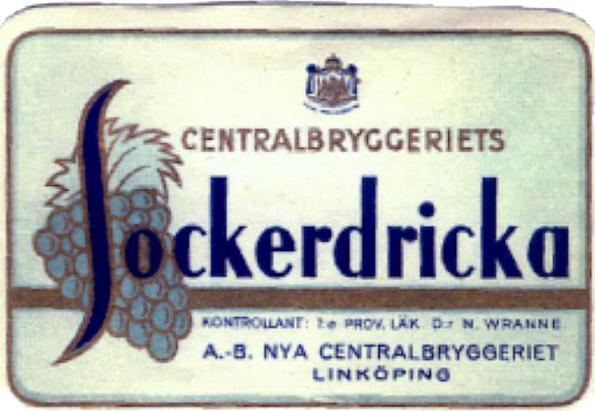 CENTRALBRYGGERIETS
Sockerdricka
KONTROLLANT: 1:e PROV. LÄK. D:r N. WRANNE.
A.-B. NYA CENTRALBRYGGERIET
LINKÖPING